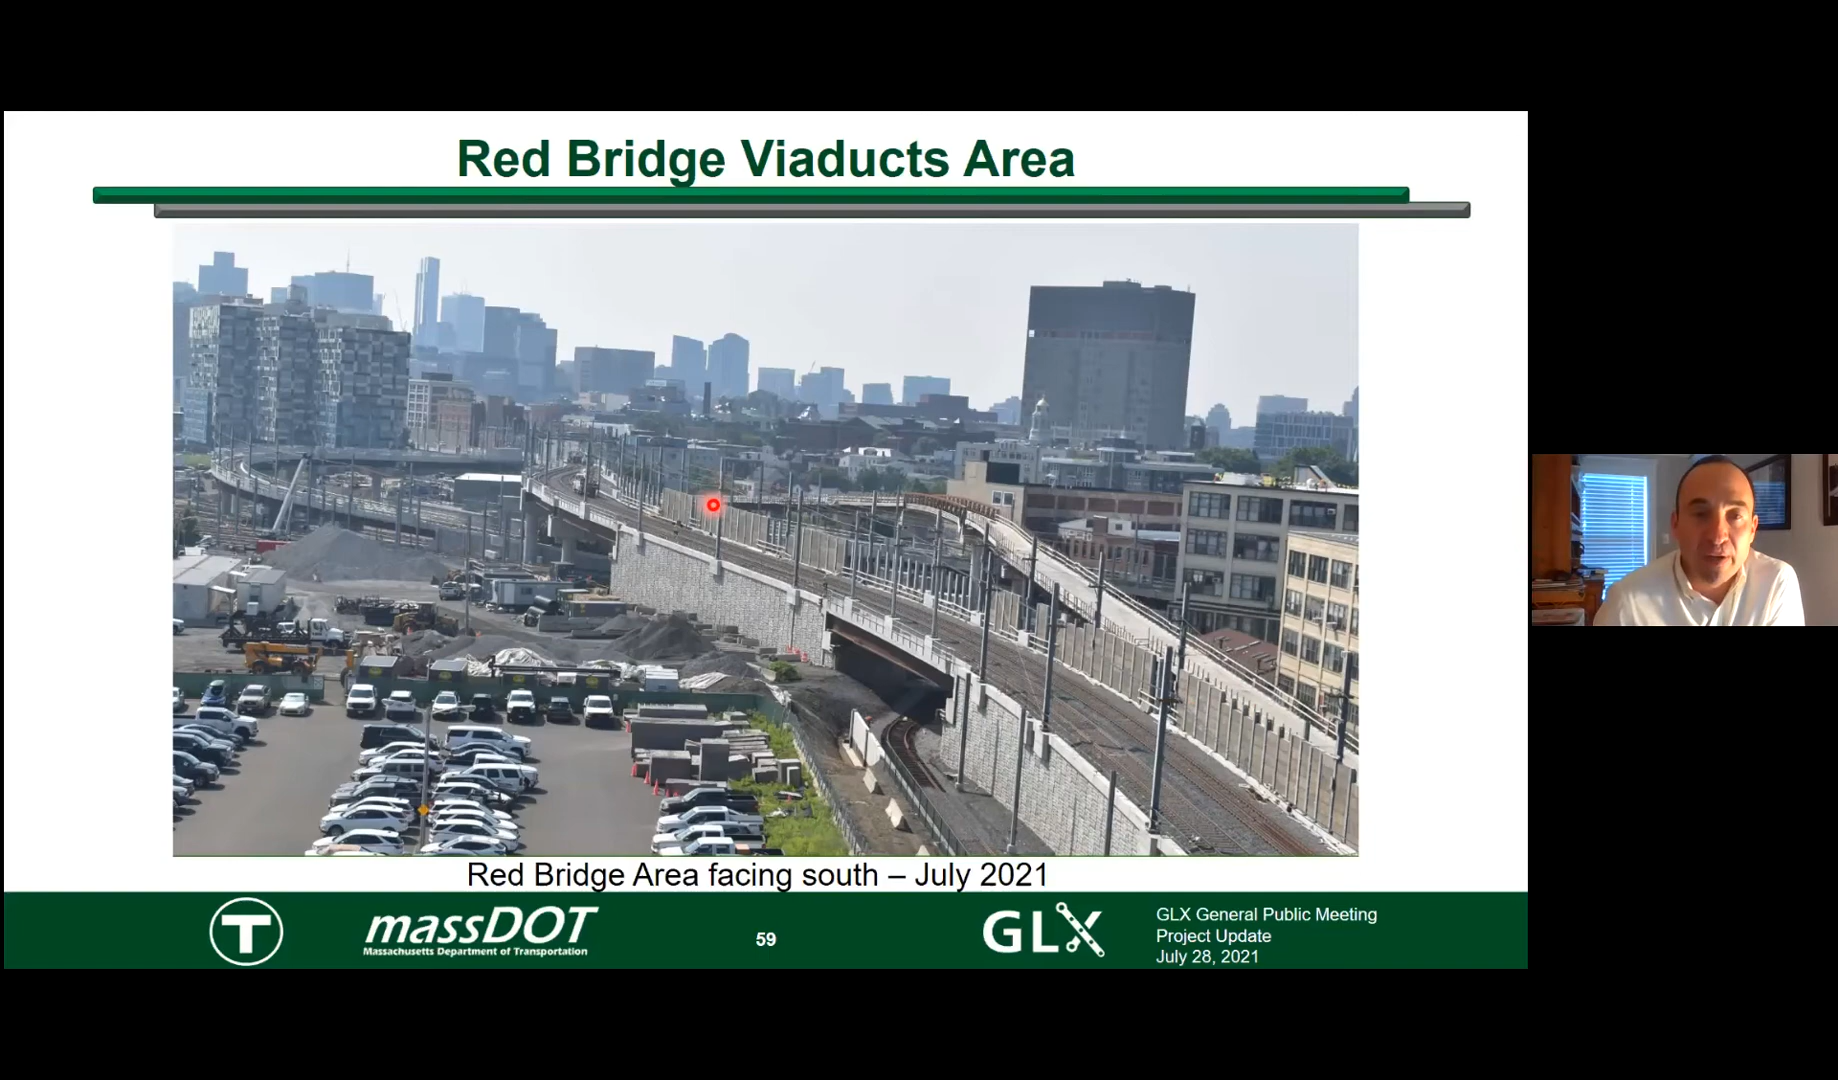 Red Bridge Viaducts Area
Red Bridge Area facing south – July 2021
T
massDOT
Massachusetts Department of Transportation
59
GLX
GLX General Public Meeting
Project Update
July 28, 2021